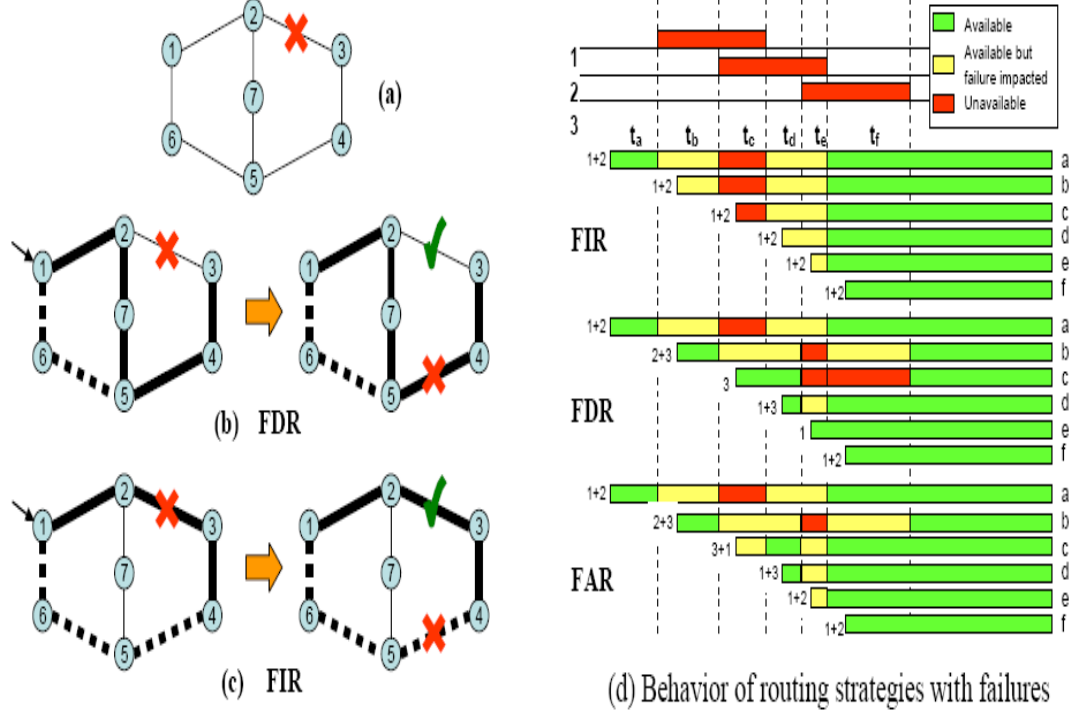 2
1
3
7
6
4
5
(a)
2
1
3
7
6
4
5
2
1
3
7
6
4
5
(b) FDR
2
1
3
7
6
4
5
2
1
3
7
6
4
5
(c) FIR
Available
Available but
failure impacted
Unavailable
1
2
3
ta tb tc td te tf
1+2 a
1+2 b
1+2 c
FIR
1+2 d
1+2 e
1+2 f
1+2 a
2+3 b
3 c
FDR
1+3 d
1 e
1+2 f
1+2 a
2+3 b
3+1 c
FAR
1+3 d
1+2 e
1+2 f
(d) Behavior of routing strategies with failures